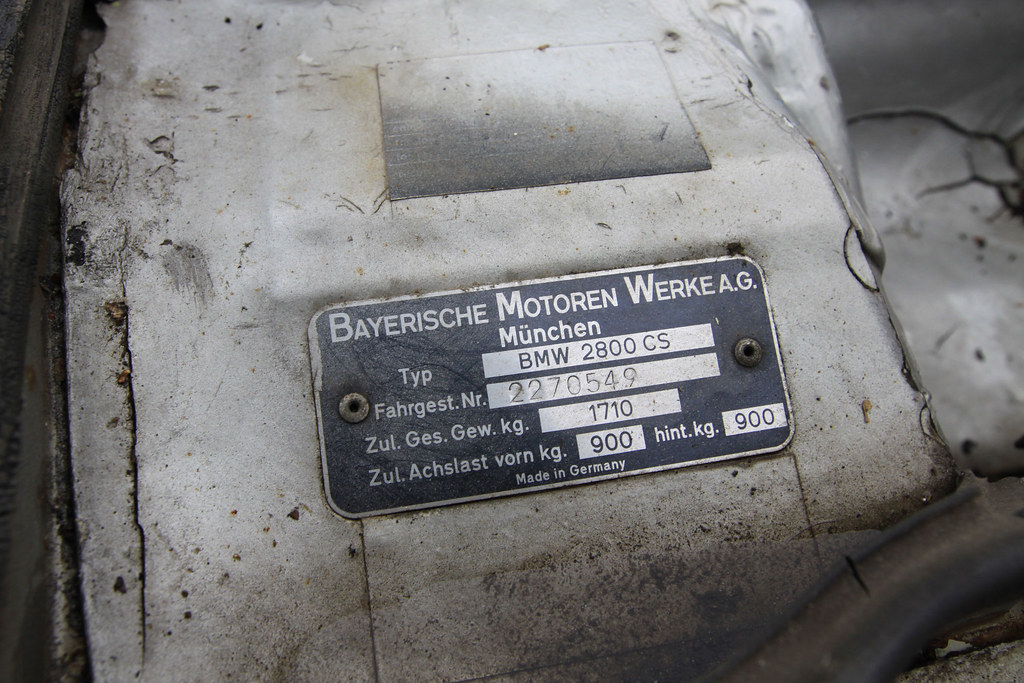 BAYERISCHE MOTOREN WERKE A.G.
München
Typ BMW 2800 CS
Fahrgest. Nr. 2270549
Zul. Ges. Gew. kg. 1710
Zul. Achslast vorn kg. 900 hint. kg. 900
Made in Germany